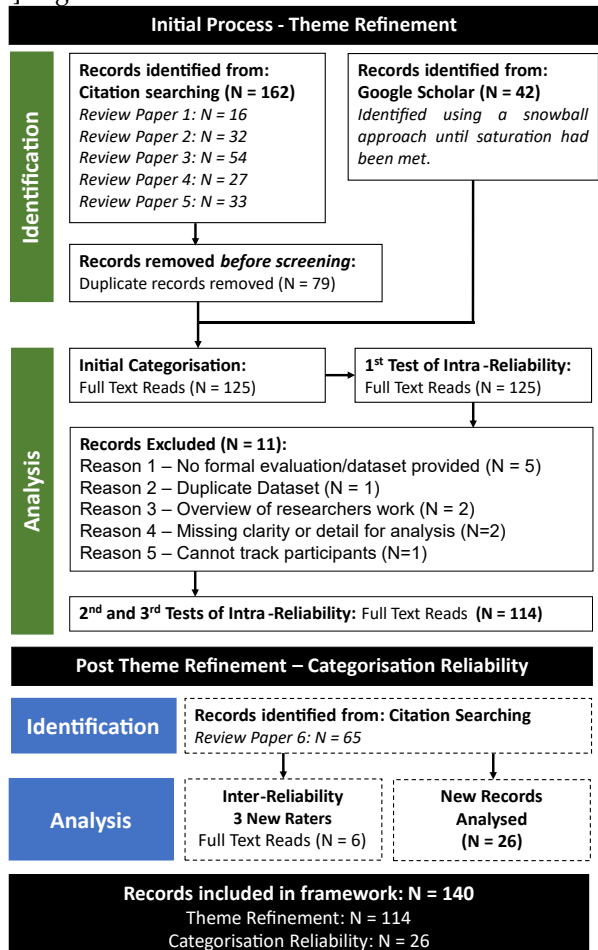 Initial Process - Theme Refinement
Identification
Records identified from:
Citation searching (N = 162)
Review Paper 1: N = 16
Review Paper 2: N = 32
Review Paper 3: N = 54
Review Paper 4: N = 27
Review Paper 5: N = 33
Records identified from:
Google Scholar (N = 42)
Identified using a snowball
approach until saturation had
been met.
Records removed before screening:
Duplicate records removed (N = 79)
Analysis
Initial Categorisation:
Full Text Reads (N = 125)
1st Test of Intra-Reliability:
Full Text Reads (N = 125)
Records Excluded (N = 11):
Reason 1 – No formal evaluation/dataset provided (N = 5)
Reason 2 – Duplicate Dataset (N = 1)
Reason 3 – Overview of researchers work (N = 2)
Reason 4 – Missing clarity or detail for analysis (N=2)
Reason 5 – Cannot track participants (N=1)
2nd and 3rd Tests of Intra-Reliability: Full Text Reads (N = 114)
Post Theme Refinement – Categorisation Reliability
Identification
Records identified from: Citation Searching
Review Paper 6: N = 65
Analysis
Inter-Reliability
3 New Raters
Full Text Reads (N = 6)
New Records
Analysed
(N = 26)
Records included in framework: N = 140
Theme Refinement: N = 114
Categorisation Reliability: N = 26